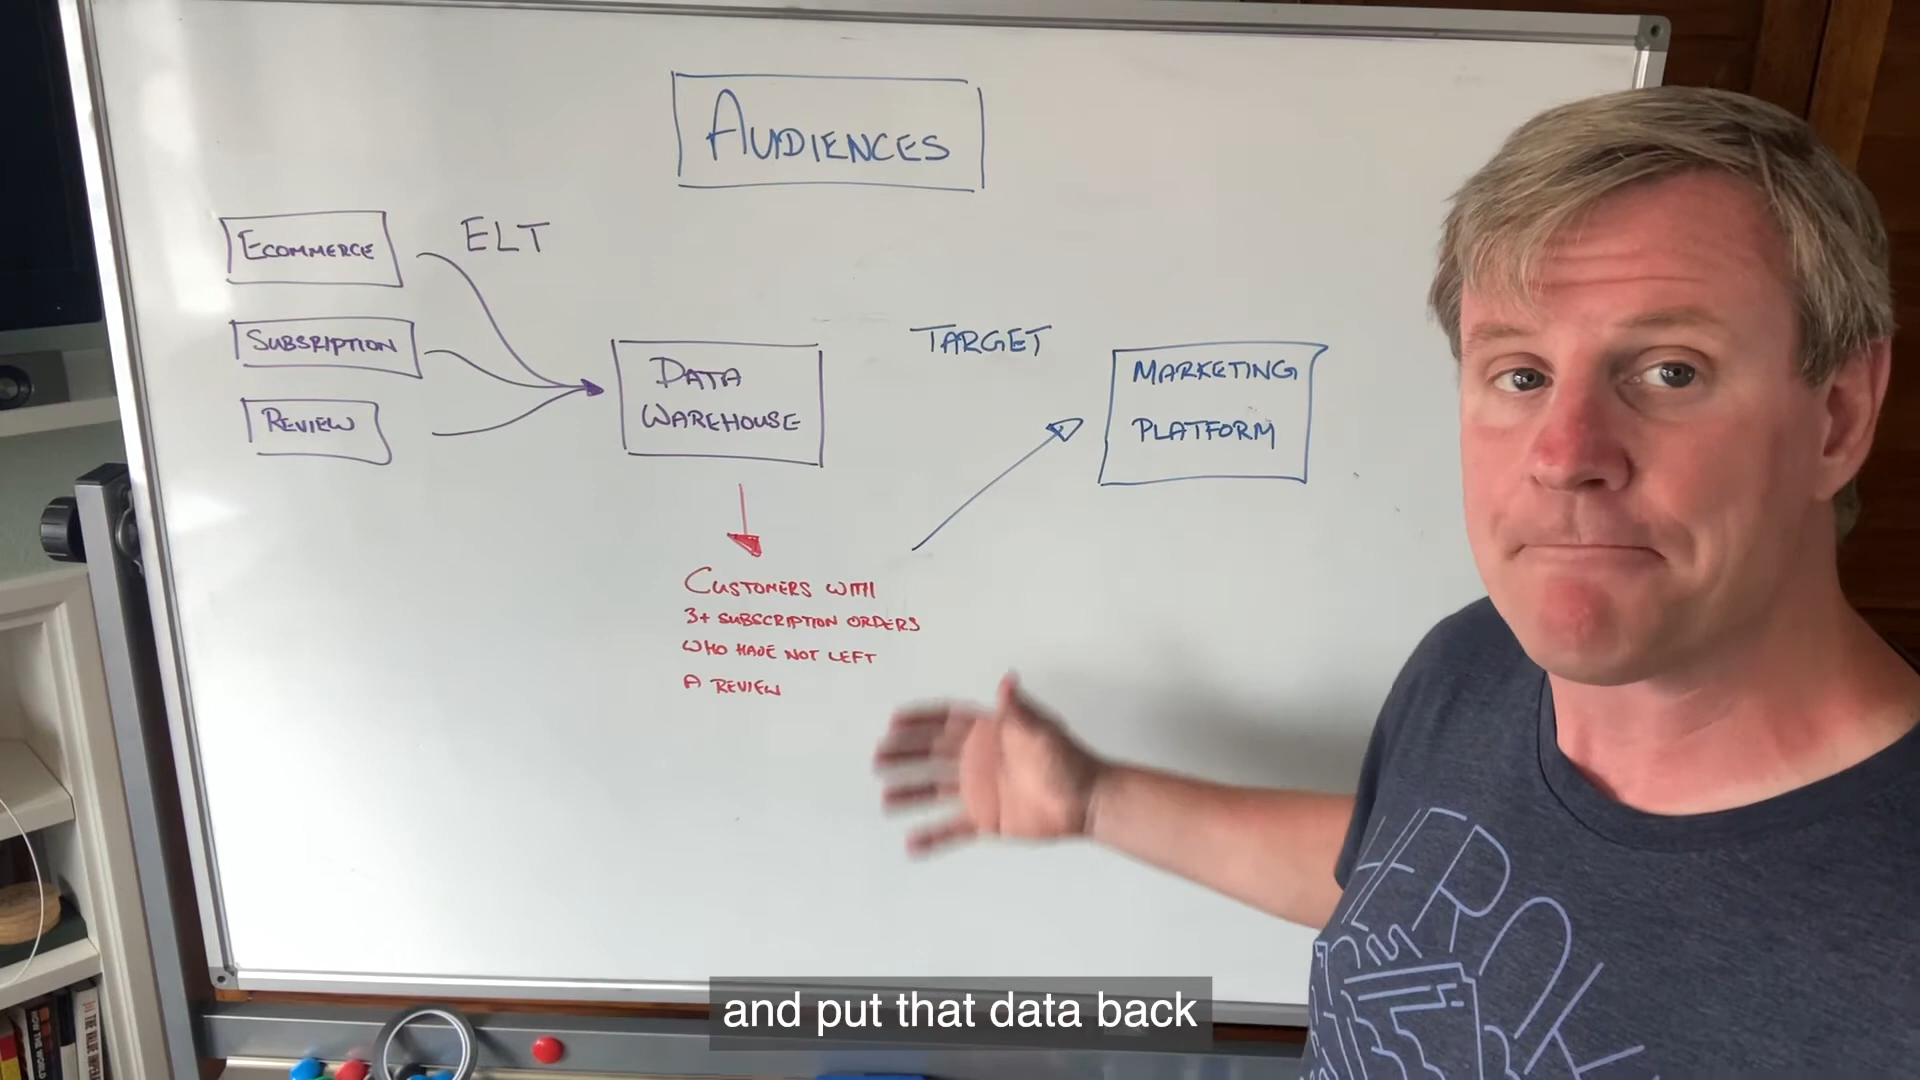 AUDIENCES
ECOMMERCE
ELT
SUBSRIPTION
REVIEW
DATA
WAREHOUSE
TARGET
MARKETING
PLATFORM
CUSTOMERS WITH
3+ SUBSCRIPTION ORDERS
WHO HAVE NOT LEFT
A REVIEW
HEROK
and put that data back